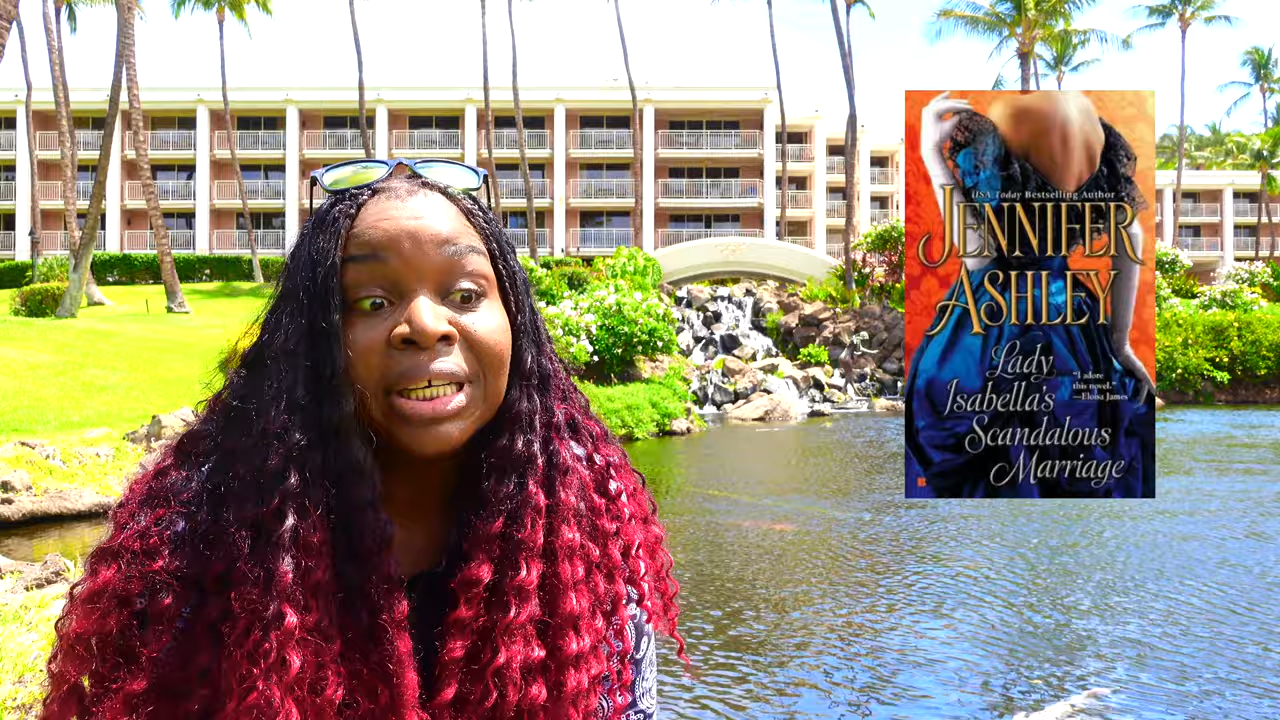 USA Today Bestselling Author
JENNIFER
ASHLEY
Lady
Isabella's
Scandalous
Marriage
"I adore
this novel."
—Eloisa James
B